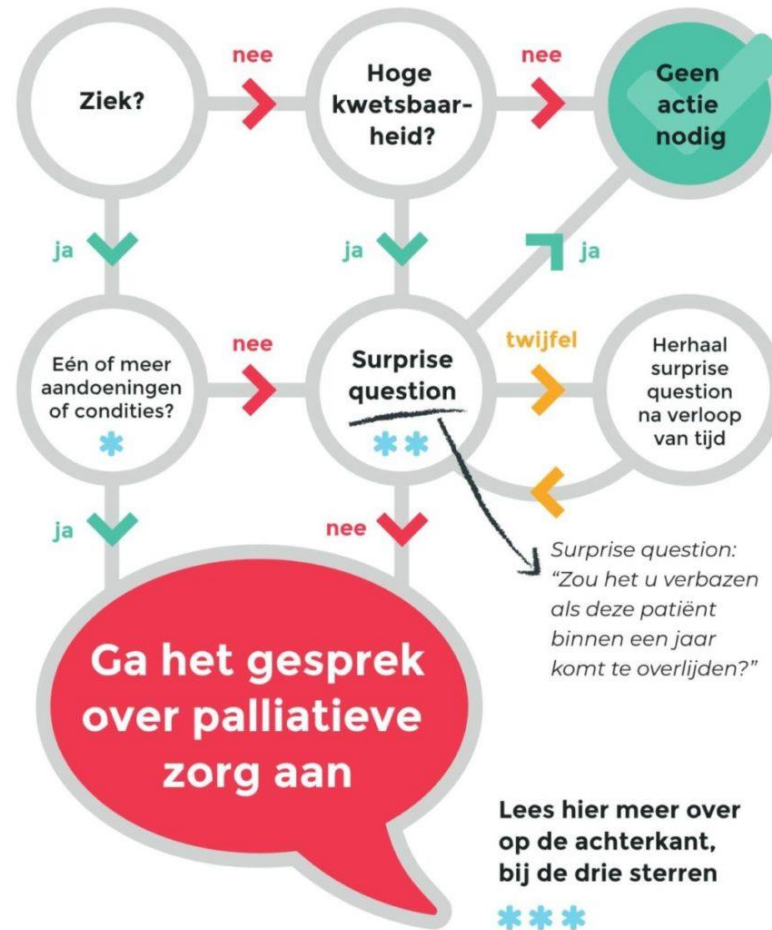 Ziek?
nee
Hoge
kwetsbaar-
heid?
nee
Geen
actie
nodig
ja
ja
ja
Eén of meer
aandoeningen
of condities?
*
nee
Surprise
question
**
twijfel
Herhaal
surprise
question
na verloop
van tijd
ja
nee
Surprise question:
“Zou het u verbazen
als deze patiënt
binnen een jaar
komt te overlijden?”
Ga het gesprek
over palliatieve
zorg aan
Lees hier meer over
op de achterkant,
bij de drie sterren
***